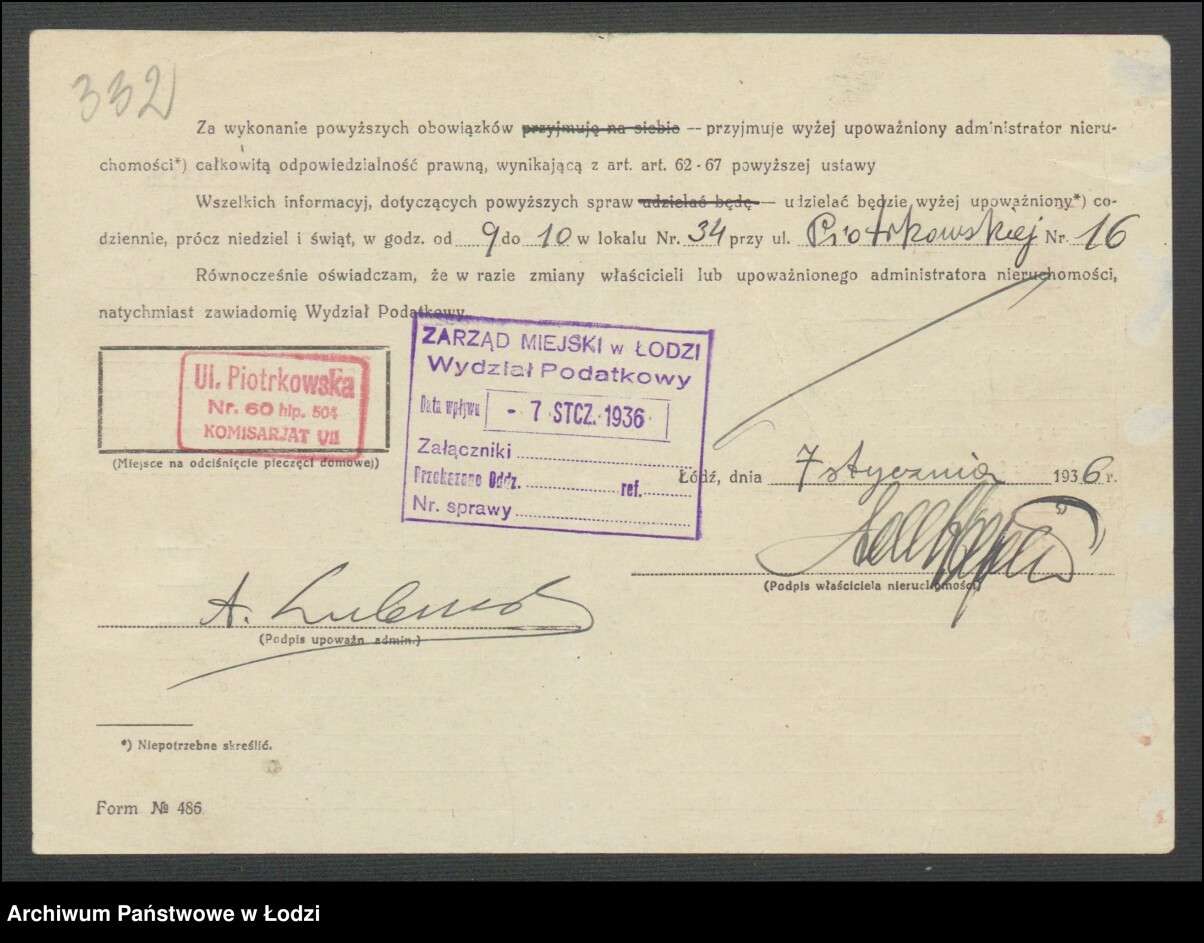 332
Za wykonanie powyższych obowiązków przyjmuję na siebie — przyjmuje wyżej upoważniony administrator nieru-
chomości*) całkowitą odpowiedzialność prawną, wynikającą z art. art. 62-67 powyższej ustawy
Wszelkich informacyj, dotyczących powyższych spraw udzielać będę — udzielać będzie wyżej upoważniony*) co-
dziennie, prócz niedziel i świąt, w godz. od 9 do 10 w lokalu Nr. 34 przy ul. Piotrkowskiej Nr. 16
Równocześnie oświadczam, że w razie zmiany właścicieli lub upoważnionego administratora nieruchomości,
natychmiast zawiadomię Wydział Podatkowy.
Ul. Piotrkowska
Nr. 60 hip. 504
KOMISARJAT VII
(Miejsce na odciśnięcie pieczęci domowej)
ZARZĄD MIEJSKI w ŁODZI
Wydział Podatkowy
Data wpływu - 7 STCZ. 1936
Załączniki
Przekazano Oddz. ref.
Nr. sprawy
Łódź, dnia 7 stycznia 1936 r.
(Podpis właściciela nieruchomości)
A.
(Podpis upoważn admin.)
*) Niepotrzebne skreślić.
Form № 486
Archiwum Państwowe w Łodzi